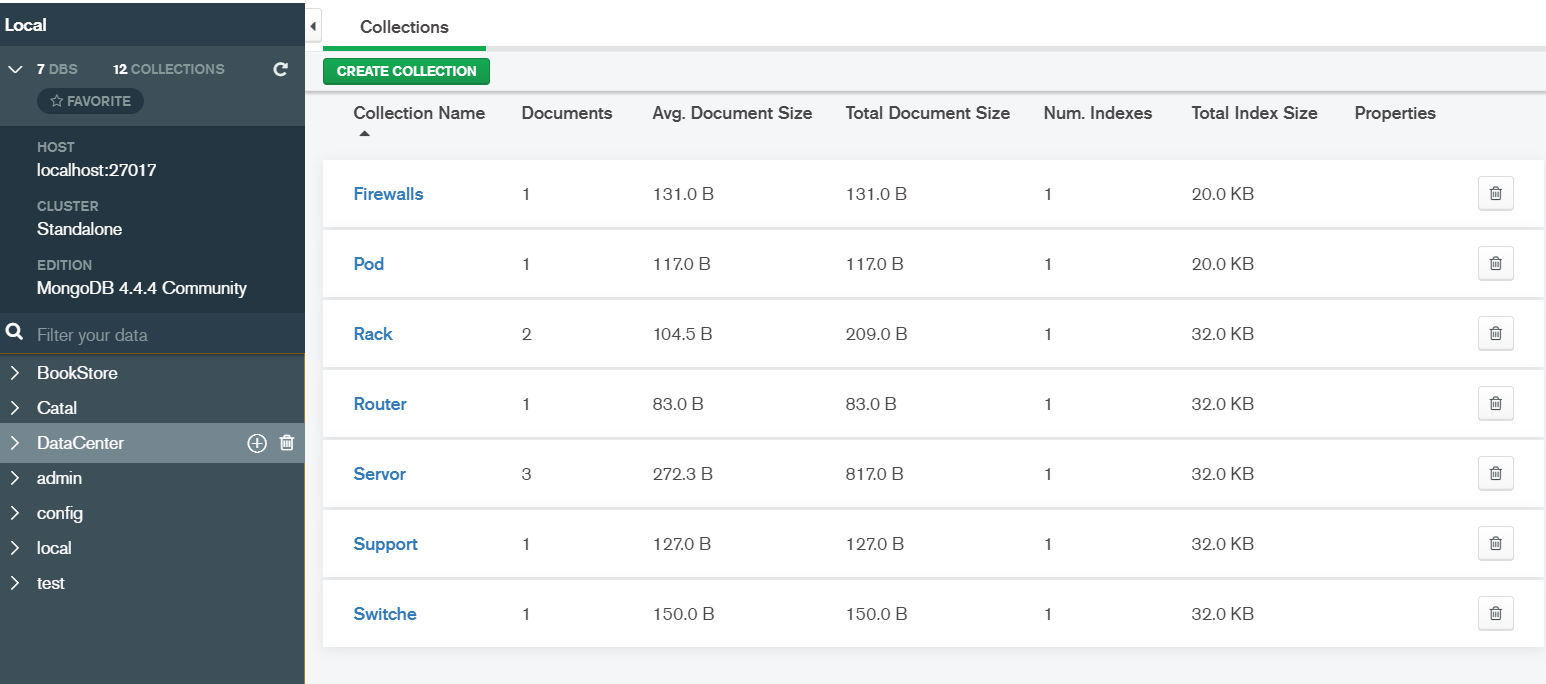 Local
7 DBS 12 COLLECTIONS
FAVORITE
HOST
localhost:27017
CLUSTER
Standalone
EDITION
MongoDB 4.4.4 Community
Filter your data
BookStore
Catal
DataCenter
admin
config
local
test
Collections
CREATE COLLECTION
Collection Name Documents Avg. Document Size Total Document Size Num. Indexes Total Index Size Properties
Firewalls 1 131.0 B 131.0 B 1 20.0 KB
Pod 1 117.0 B 117.0 B 1 20.0 KB
Rack 2 104.5 B 209.0 B 1 32.0 KB
Router 1 83.0 B 83.0 B 1 32.0 KB
Servor 3 272.3 B 817.0 B 1 32.0 KB
Support 1 127.0 B 127.0 B 1 32.0 KB
Switche 1 150.0 B 150.0 B 1 32.0 KB